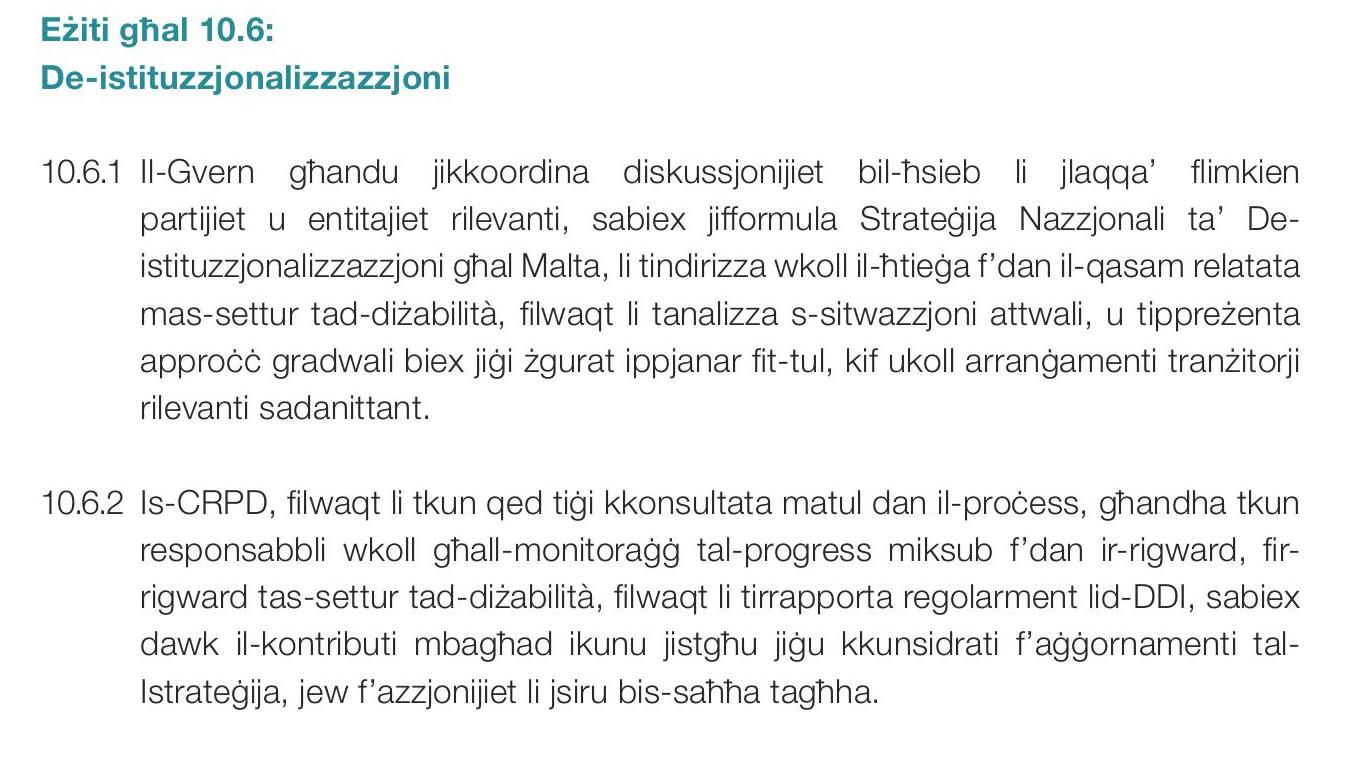 Eżiti għal 10.6:
De-istituzzjonalizzazzjoni
10.6.1 Il-Gvern għandu jikkoordina diskussjonijiet bil-ħsieb li jlaqqa’ flimkien
partijiet u entitajiet rilevanti, sabiex jifformula Strateġija Nazzjonali ta’ De-
istituzzjonalizzazzjoni għal Malta, li tindirizza wkoll il-ħtieġa f’dan il-qasam relatata
mas-settur tad-diżabilità, filwaqt li tanalizza s-sitwazzjoni attwali, u tippreżenta
approċċ gradwali biex jiġi żgurat ippjanar fit-tul, kif ukoll arranġamenti tranżitorji
rilevanti sadanittant.
10.6.2 Is-CRPD, filwaqt li tkun qed tiġi kkonsultata matul dan il-proċess, għandha tkun
responsabbli wkoll għall-monitoraġġ tal-progress miksub f’dan ir-rigward, fir-
rigward tas-settur tad-diżabilità, filwaqt li tirrapporta regolarment lid-DDI, sabiex
dawk il-kontributi mbagħad ikunu jistgħu jiġu kkunsidrati f’aġġornamenti tal-
Istrateġija, jew f’azzjonijiet li jsiru bis-saħħa tagħha.